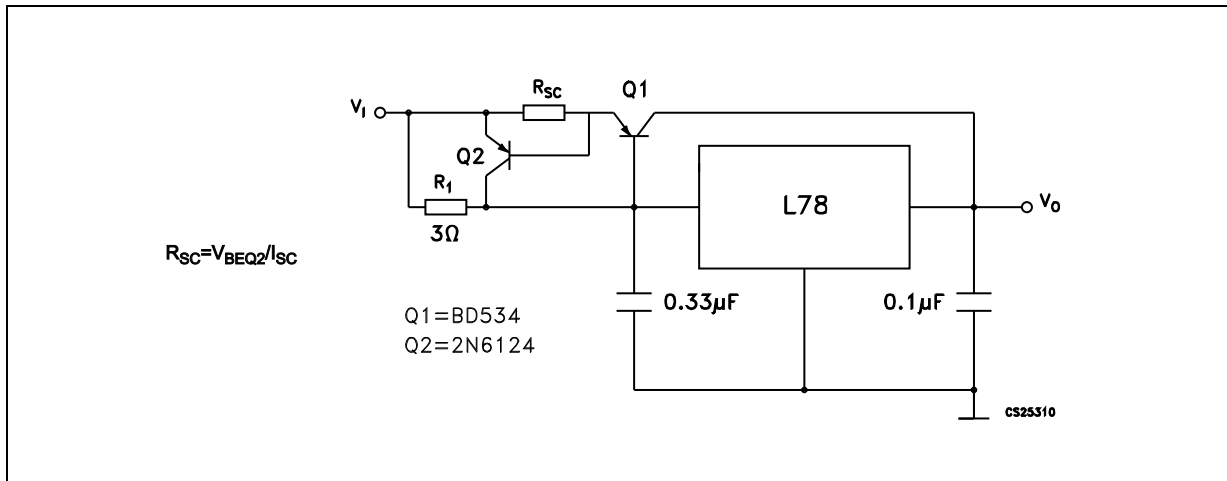 RSC
Q1
VI
Q2
R1
3Ω
L78
VO
RSC=VBEQ2/ISC
0.33µF
0.1µF
Q1=BD534
Q2=2N6124
CS25310